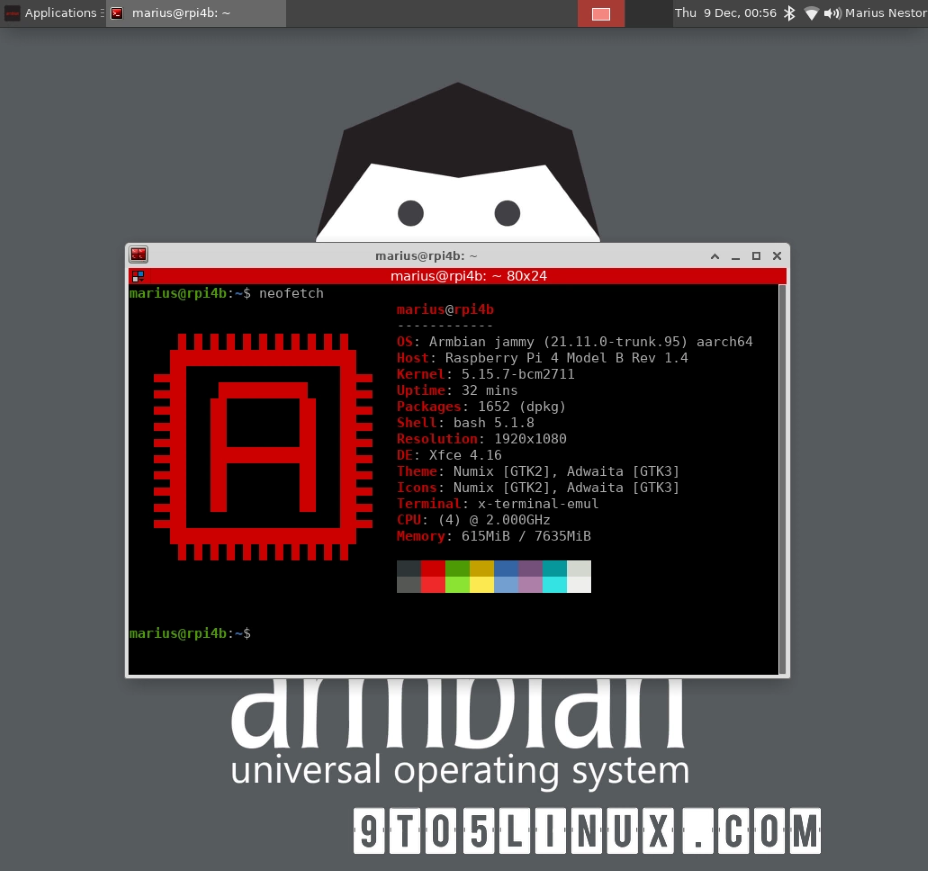 Applications
marius@rpi4b: ~
Thu 9 Dec, 00:56
Marius Nestor
marius@rpi4b: ~
marius@rpi4b: ~ 80x24
marius@rpi4b:~$ neofetch
marius@rpi4b
------------
OS: Armbian jammy (21.11.0-trunk.95) aarch64
Host: Raspberry Pi 4 Model B Rev 1.4
Kernel: 5.15.7-bcm2711
Uptime: 32 mins
Packages: 1652 (dpkg)
Shell: bash 5.1.8
Resolution: 1920x1080
DE: Xfce 4.16
Theme: Numix [GTK2], Adwaita [GTK3]
Icons: Numix [GTK2], Adwaita [GTK3]
Terminal: x-terminal-emul
CPU: (4) @ 2.000GHz
Memory: 615MiB / 7635MiB
marius@rpi4b:~$
armbian
universal operating system
9TO5LINUX.COM